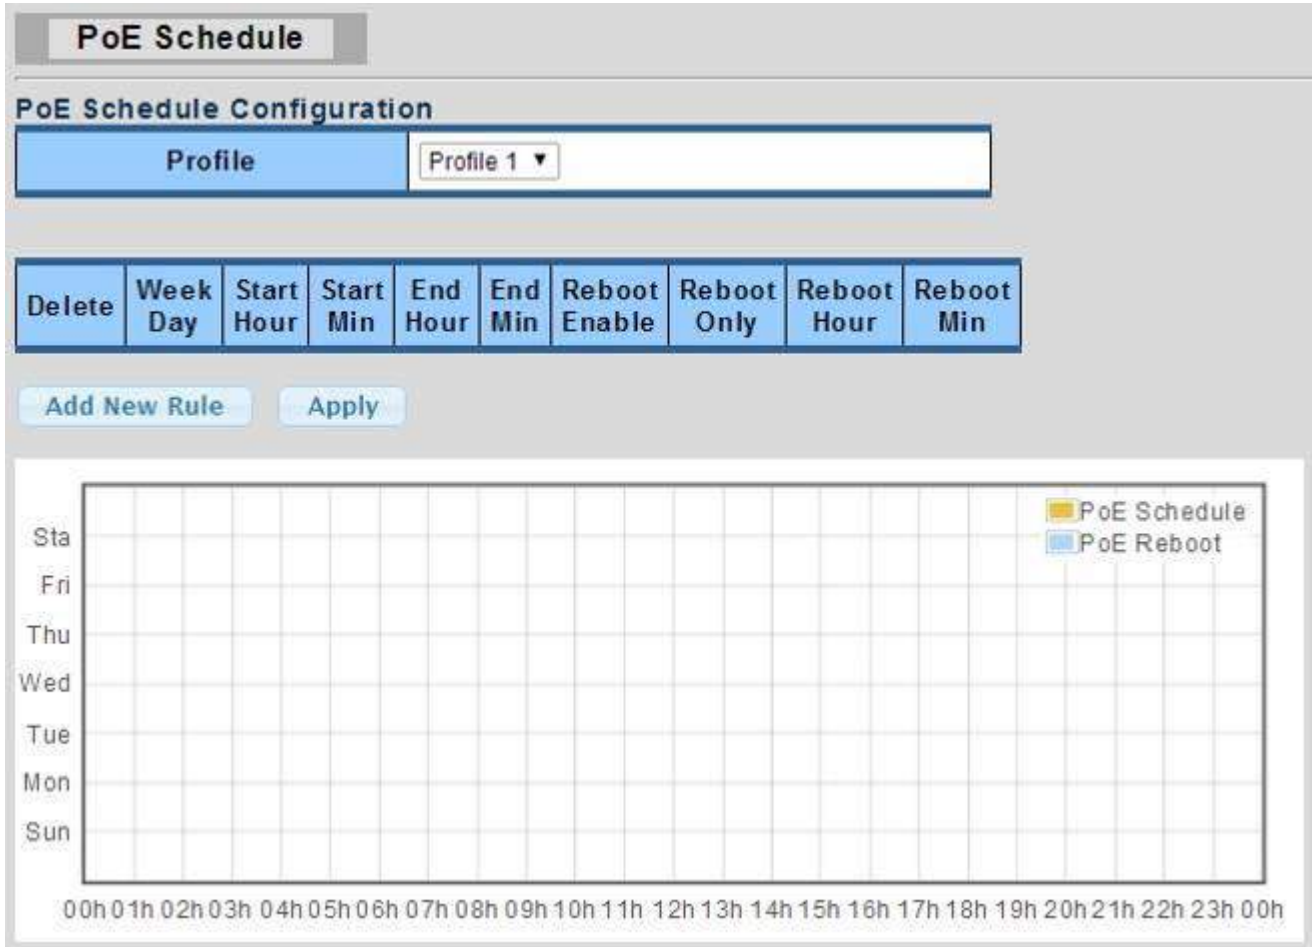 PoE Schedule
PoE Schedule Configuration
Profile
Profile 1
Delete
Week Day
Start Hour
Start Min
End Hour
End Min
Reboot Enable
Reboot Only
Reboot Hour
Reboot Min
Add New Rule
Apply
PoE Schedule
PoE Reboot
Sta
Fri
Thu
Wed
Tue
Mon
Sun
00h 01h 02h 03h 04h 05h 06h 07h 08h 09h 10h 11h 12h 13h 14h 15h 16h 17h 18h 19h 20h 21h 22h 23h 00h